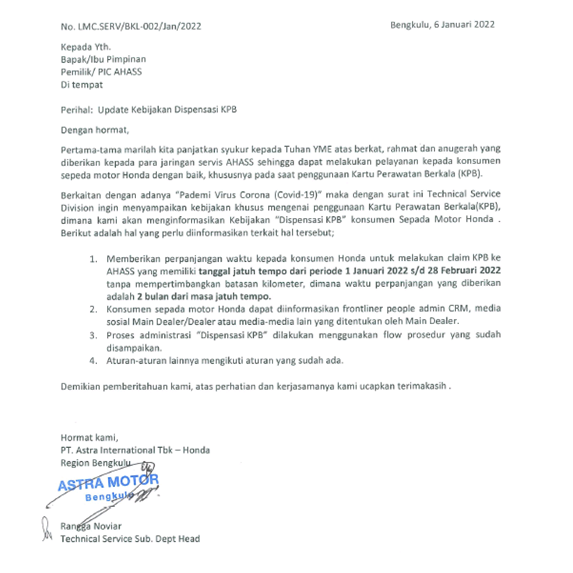 No. LMC.SERV/BKL-002/Jan/2022
Bengkulu, 6 Januari 2022
Kepada Yth.
Bapak/Ibu Pimpinan
Pemilik/ PIC AHASS
Di tempat
Perihal: Update Kebijakan Dispensasi KPB
Dengan hormat,
Pertama-tama marilah kita panjatkan syukur kepada Tuhan YME atas berkat, rahmat dan anugerah yang
diberikan kepada para jaringan servis AHASS sehingga dapat melakukan pelayanan kepada konsumen
sepeda motor Honda dengan baik, khususnya pada saat penggunaan Kartu Perawatan Berkala (KPB).
Berkaitan dengan adanya “Pademi Virus Corona (Covid-19)” maka dengan surat ini Technical Service
Division ingin menyampaikan kebijakan khusus mengenai penggunaan Kartu Perawatan Berkala(KPB),
dimana kami akan menginformasikan Kebijakan “Dispensasi KPB” konsumen Sepeda Motor Honda .
Berikut adalah hal yang perlu diinformasikan terkait hal tersebut;
1. Memberikan perpanjangan waktu kepada konsumen Honda untuk melakukan claim KPB ke
AHASS yang memiliki tanggal jatuh tempo dari periode 1 Januari 2022 s/d 28 Februari 2022
tanpa mempertimbangkan batasan kilometer, dimana waktu perpanjangan yang diberikan
adalah 2 bulan dari masa jatuh tempo.
2. Konsumen sepeda motor Honda dapat diinformasikan frontliner people admin CRM, media
sosial Main Dealer/Dealer atau media-media lain yang ditentukan oleh Main Dealer.
3. Proses administrasi “Dispensasi KPB” dilakukan menggunakan flow prosedur yang sudah
disampaikan.
4. Aturan-aturan lainnya mengikuti aturan yang sudah ada.
Demikian pemberitahuan kami, atas perhatian dan kerjasamanya kami ucapkan terimakasih .
Hormat kami,
PT. Astra International Tbk – Honda
Region Bengkulu
ASTRA MOTOR
Bengkulu
Rangga Noviar
Technical Service Sub. Dept Head